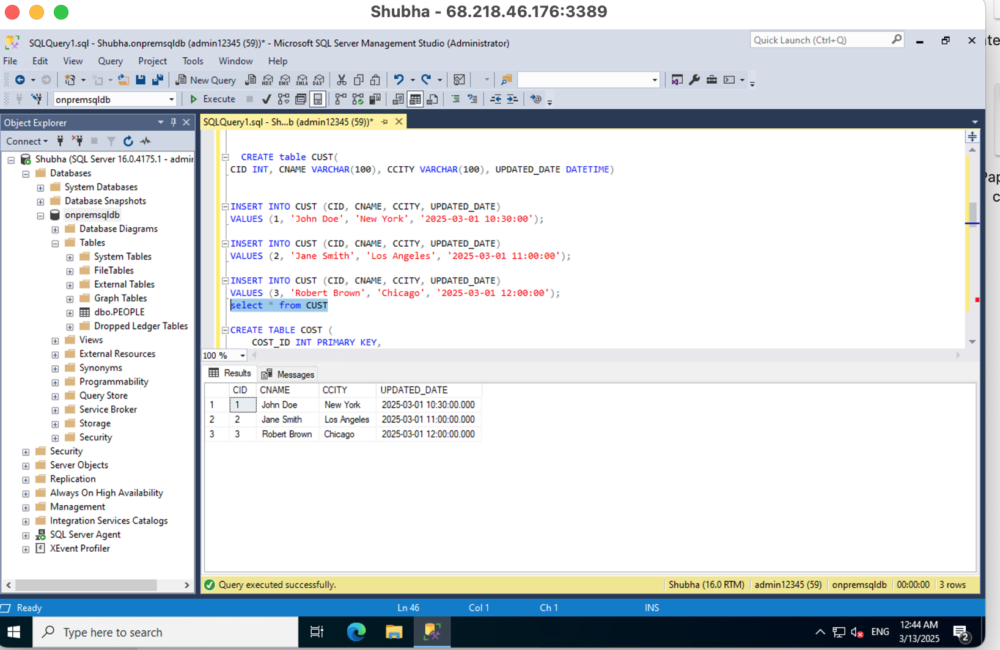 Shubha - 68.218.46.176:3389
SQLQuery1.sql - Shubha.onpremsqldb (admin12345 (59))* - Microsoft SQL Server Management Studio (Administrator)
Quick Launch (Ctrl+Q)
File Edit View Query Project Tools Window Help
New Query MDX DMX XMLA DAX
onpremsqldb Execute
Object Explorer
Connect
Shubha (SQL Server 16.0.4175.1 - admir
Databases
System Databases
Database Snapshots
onpremsqldb
Database Diagrams
Tables
System Tables
FileTables
External Tables
Graph Tables
dbo.PEOPLE
Dropped Ledger Tables
Views
External Resources
Synonyms
Programmability
Query Store
Service Broker
Storage
Security
Security
Server Objects
Replication
Always On High Availability
Management
Integration Services Catalogs
SQL Server Agent
XEvent Profiler
SQLQuery1.sql - Sh...b (admin12345 (59))*
CREATE table CUST(
CID INT, CNAME VARCHAR(100), CCITY VARCHAR(100), UPDATED_DATE DATETIME)
INSERT INTO CUST (CID, CNAME, CCITY, UPDATED_DATE)
VALUES (1, 'John Doe', 'New York', '2025-03-01 10:30:00');
INSERT INTO CUST (CID, CNAME, CCITY, UPDATED_DATE)
VALUES (2, 'Jane Smith', 'Los Angeles', '2025-03-01 11:00:00');
INSERT INTO CUST (CID, CNAME, CCITY, UPDATED_DATE)
VALUES (3, 'Robert Brown', 'Chicago', '2025-03-01 12:00:00');
select * from CUST
CREATE TABLE COST (
COST_ID INT PRIMARY KEY,
100 %
Results Messages
CID CNAME CCITY UPDATED_DATE
1 1 John Doe New York 2025-03-01 10:30:00.000
2 2 Jane Smith Los Angeles 2025-03-01 11:00:00.000
3 3 Robert Brown Chicago 2025-03-01 12:00:00.000
Query executed successfully.
Shubha (16.0 RTM) admin12345 (59) onpremsqldb 00:00:00 3 rows
Ready Ln 46 Col 1 Ch 1 INS
Type here to search
ENG
12:44 AM
3/13/2025
2